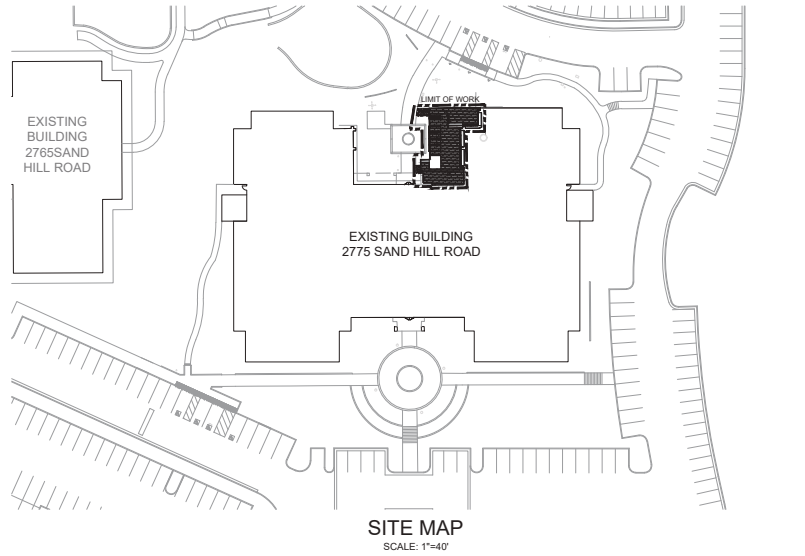 LIMIT OF WORK
EXISTING
BUILDING
2765SAND
HILL ROAD
EXISTING BUILDING
2775 SAND HILL ROAD
SITE MAP
SCALE: 1"=40'